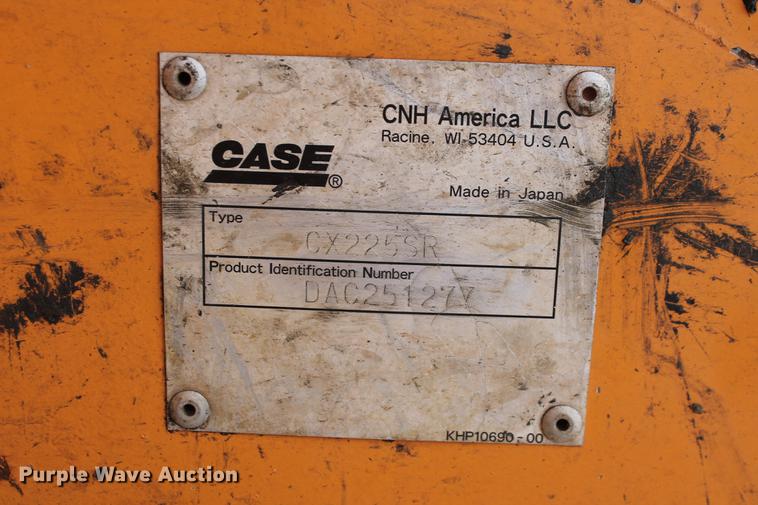 CNH America LLC
Racine. WI-53404 U.S.A.
CASE®
Made in Japan
Type
CX225SR
Product Identification Number
DAC251277
KHP10690-00
Purple Wave Auction